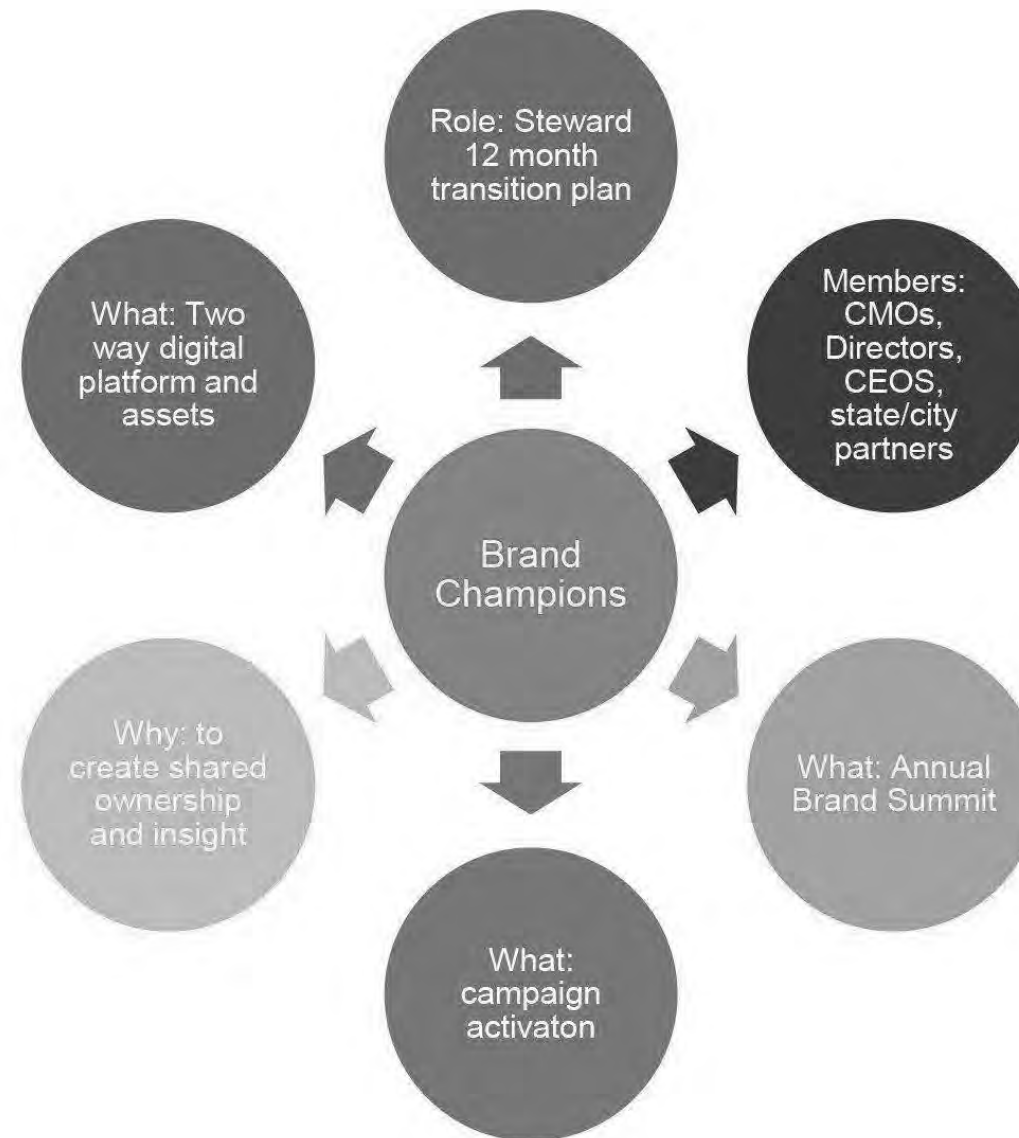 Role: Steward
12 month
transition plan
Members:
CMOs,
Directors,
CEOS,
state/city
partners
What: Annual
Brand Summit
What:
campaign
activaton
Why: to
create shared
ownership
and insight
What: Two
way digital
platform and
assets
Brand
Champions